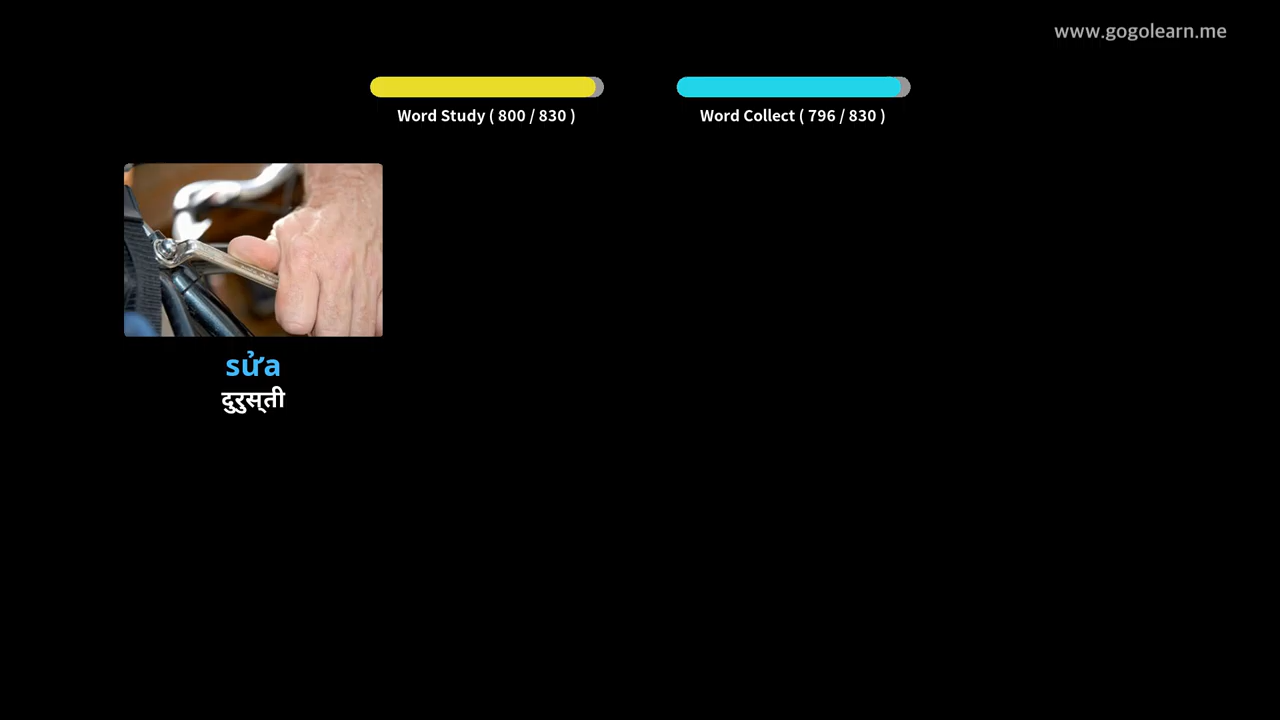 www.gogolearn.me
Word Study ( 800 / 830 )
Word Collect ( 796 / 830 )
sửa
दुरुस्ती